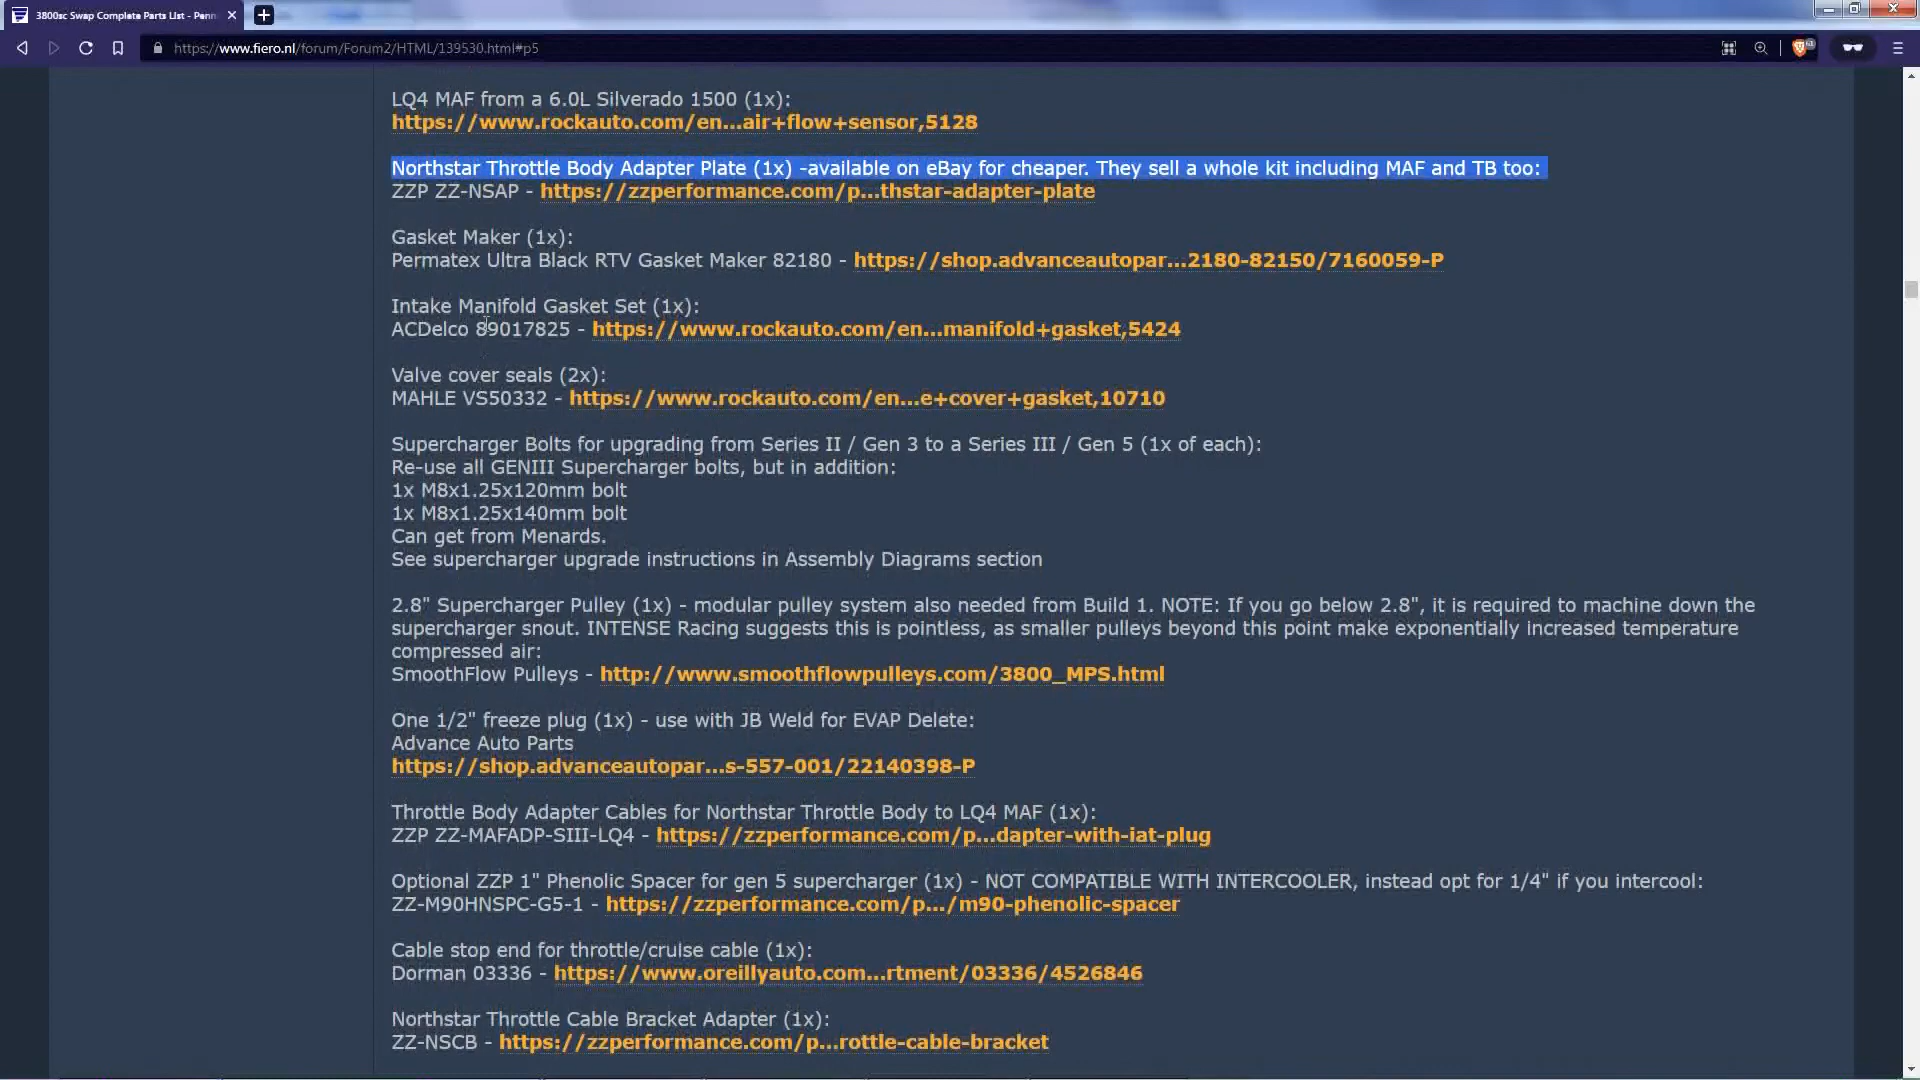 3800sc Swap Complete Parts List - Penn
https://www.fiero.nl/forum/Forum2/HTML/139530.html#p5
LQ4 MAF from a 6.0L Silverado 1500 (1x):
https://www.rockauto.com/en...air+flow+sensor,5128
Northstar Throttle Body Adapter Plate (1x) -available on eBay for cheaper. They sell a whole kit including MAF and TB too:
ZZP ZZ-NSAP - https://zzperformance.com/p...thstar-adapter-plate
Gasket Maker (1x):
Permatex Ultra Black RTV Gasket Maker 82180 - https://shop.advanceautopar...2180-82150/7160059-P
Intake Manifold Gasket Set (1x):
ACDelco 89017825 - https://www.rockauto.com/en...manifold+gasket,5424
Valve cover seals (2x):
MAHLE VS50332 - https://www.rockauto.com/en...e+cover+gasket,10710
Supercharger Bolts for upgrading from Series II / Gen 3 to a Series III / Gen 5 (1x of each):
Re-use all GENIII Supercharger bolts, but in addition:
1x M8x1.25x120mm bolt
1x M8x1.25x140mm bolt
Can get from Menards.
See supercharger upgrade instructions in Assembly Diagrams section
2.8" Supercharger Pulley (1x) - modular pulley system also needed from Build 1. NOTE: If you go below 2.8", it is required to machine down the
supercharger snout. INTENSE Racing suggests this is pointless, as smaller pulleys beyond this point make exponentially increased temperature
compressed air:
SmoothFlow Pulleys - http://www.smoothflowpulleys.com/3800_MPS.html
One 1/2" freeze plug (1x) - use with JB Weld for EVAP Delete:
Advance Auto Parts
https://shop.advanceautopar...s-557-001/22140398-P
Throttle Body Adapter Cables for Northstar Throttle Body to LQ4 MAF (1x):
ZZP ZZ-MAFADP-SIII-LQ4 - https://zzperformance.com/p...dapter-with-iat-plug
Optional ZZP 1" Phenolic Spacer for gen 5 supercharger (1x) - NOT COMPATIBLE WITH INTERCOOLER, instead opt for 1/4" if you intercool:
ZZ-M90HNSPC-G5-1 - https://zzperformance.com/p.../m90-phenolic-spacer
Cable stop end for throttle/cruise cable (1x):
Dorman 03336 - https://www.oreillyauto.com...rtment/03336/4526846
Northstar Throttle Cable Bracket Adapter (1x):
ZZ-NSCB - https://zzperformance.com/p...rottle-cable-bracket